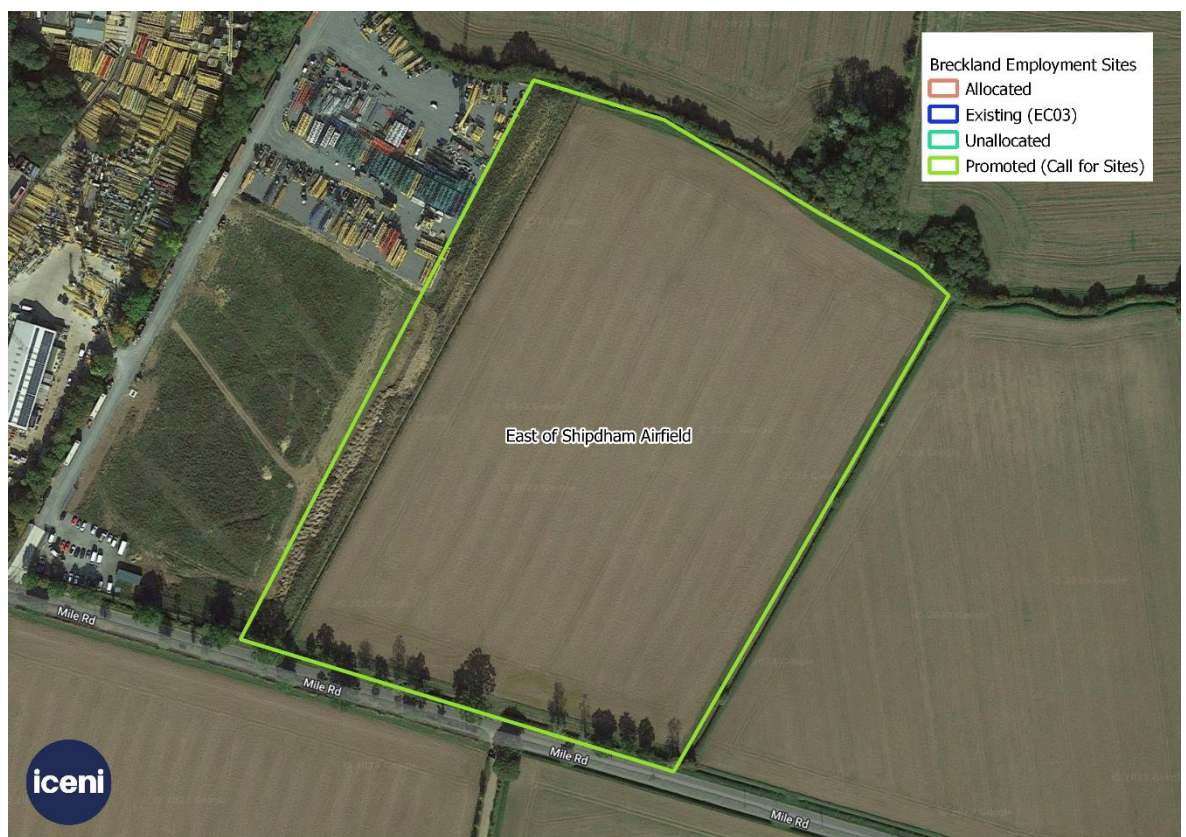 Breckland Employment Sites
Allocated
Existing (EC03)
Unallocated
Promoted (Call for Sites)
East of Shipdham Airfield
Mile Rd
Mile Rd
Mile Rd
Mile Rd
iceni